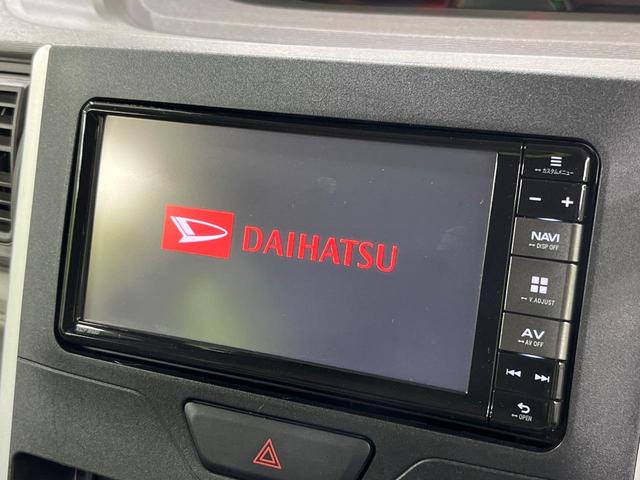 DAIHATSU
カスタムメニュー
− +
NAVI
DISP OFF
V.ADJUST
AV
AV OFF
OPEN